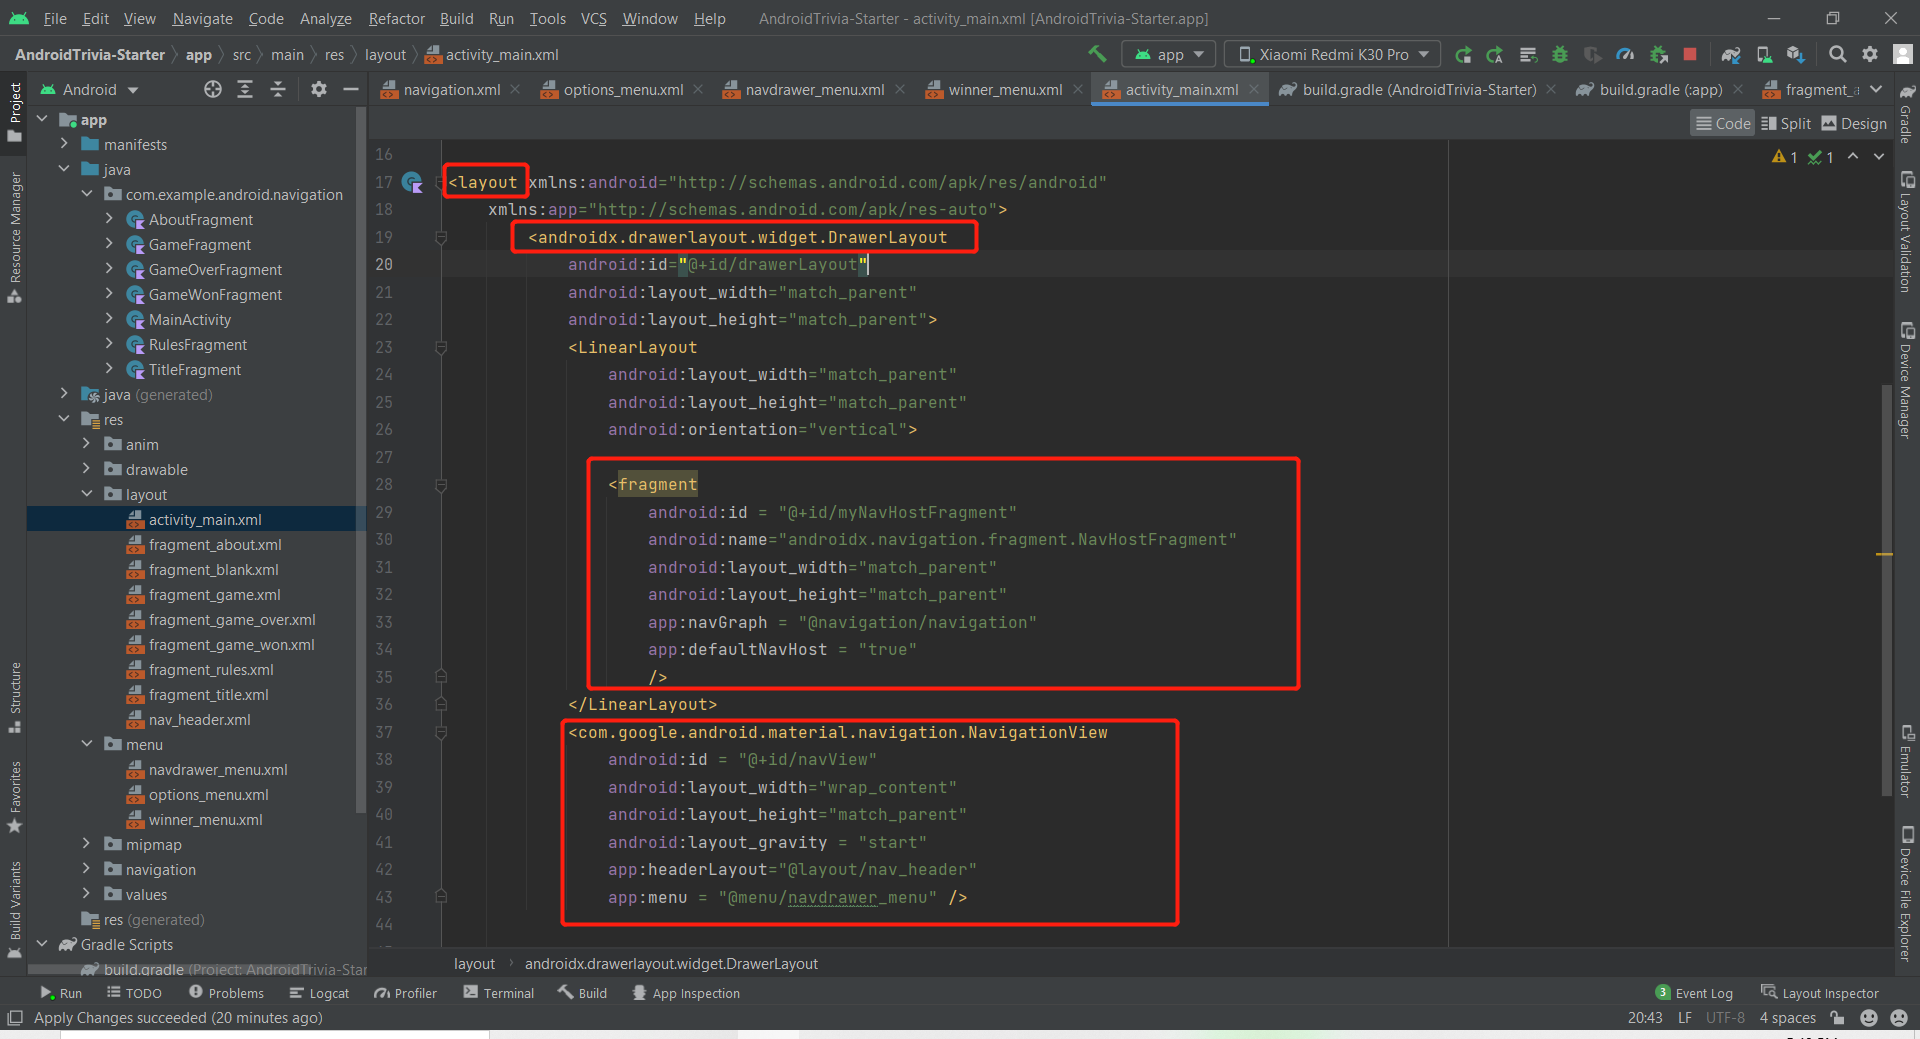 File Edit View Navigate Code Analyze Refactor Build Run Tools VCS Window Help AndroidTrivia-Starter - activity_main.xml [AndroidTrivia-Starter.app]
AndroidTrivia-Starter app src main res layout activity_main.xml app Xiaomi Redmi K30 Pro
Android navigation.xml options_menu.xml navdrawer_menu.xml winner_menu.xml activity_main.xml build.gradle (AndroidTrivia-Starter) build.gradle (:app) fragment_a
Code Split Design
1 1
Project
Resource Manager
Structure
Favorites
Build Variants
app
manifests
java
com.example.android.navigation
AboutFragment
GameFragment
GameOverFragment
GameWonFragment
MainActivity
RulesFragment
TitleFragment
java (generated)
res
anim
drawable
layout
activity_main.xml
fragment_about.xml
fragment_blank.xml
fragment_game.xml
fragment_game_over.xml
fragment_game_won.xml
fragment_rules.xml
fragment_title.xml
nav_header.xml
menu
navdrawer_menu.xml
options_menu.xml
winner_menu.xml
mipmap
navigation
values
res (generated)
Gradle Scripts
build.gradle (Project: AndroidTrivia-Star
16
17 <layout xmlns:android="http://schemas.android.com/apk/res/android"
18 xmlns:app="http://schemas.android.com/apk/res-auto">
19 <androidx.drawerlayout.widget.DrawerLayout
20 android:id="@+id/drawerLayout"
21 android:layout_width="match_parent"
22 android:layout_height="match_parent">
23 <LinearLayout
24 android:layout_width="match_parent"
25 android:layout_height="match_parent"
26 android:orientation="vertical">
27
28 <fragment
29 android:id = "@+id/myNavHostFragment"
30 android:name="androidx.navigation.fragment.NavHostFragment"
31 android:layout_width="match_parent"
32 android:layout_height="match_parent"
33 app:navGraph = "@navigation/navigation"
34 app:defaultNavHost = "true"
35 />
36 </LinearLayout>
37 <com.google.android.material.navigation.NavigationView
38 android:id = "@+id/navView"
39 android:layout_width="wrap_content"
40 android:layout_height="match_parent"
41 android:layout_gravity = "start"
42 app:headerLayout="@layout/nav_header"
43 app:menu = "@menu/navdrawer_menu" />
44
Gradle
Layout Validation
Device Manager
Emulator
Device File Explorer
layout androidx.drawerlayout.widget.DrawerLayout
Run TODO Problems Logcat Profiler Terminal Build App Inspection 3 Event Log Layout Inspector
Apply Changes succeeded (20 minutes ago) 20:43 LF UTF-8 4 spaces